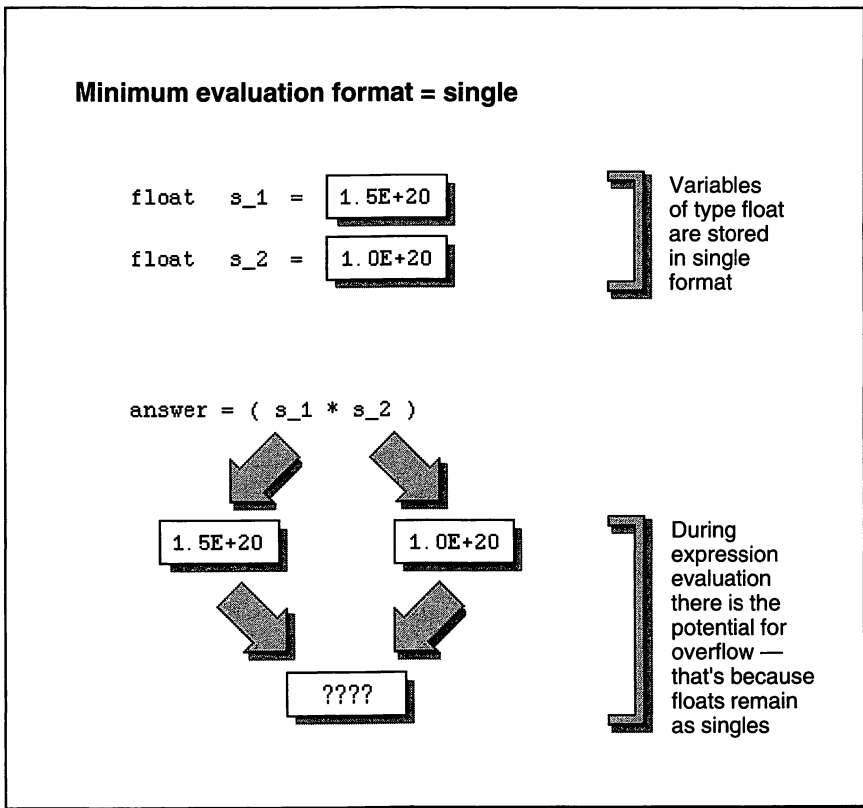 Minimum evaluation format = single
float s_1 = 1.5E+20
float s_2 = 1.0E+20
Variables
of type float
are stored
in single
format
answer = ( s_1 * s_2 )
1.5E+20 1.0E+20
????
During
expression
evaluation
there is the
potential for
overflow —
that's because
floats remain
as singles